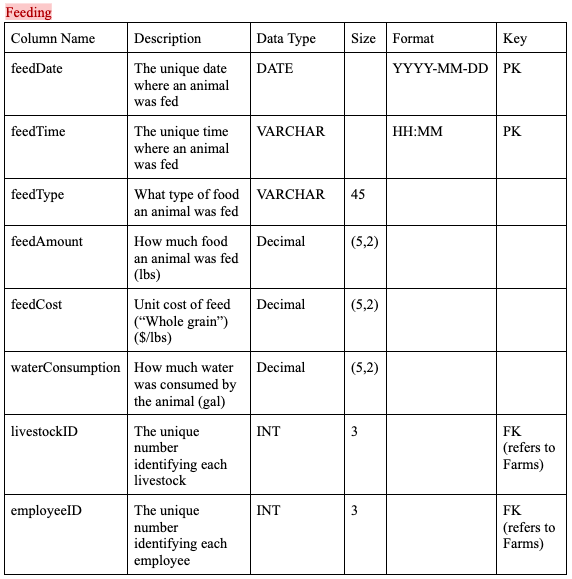 Feeding
Column Name Description Data Type Size Format Key
feedDate The unique date DATE YYYY-MM-DD PK
where an animal
was fed
feedTime The unique time VARCHAR HH:MM PK
where an animal
was fed
feedType What type of food VARCHAR 45
an animal was fed
feedAmount How much food Decimal (5,2)
an animal was fed
(lbs)
feedCost Unit cost of feed Decimal (5,2)
(“Whole grain”)
($/lbs)
waterConsumption How much water Decimal (5,2)
was consumed by
the animal (gal)
livestockID The unique INT 3 FK
number (refers to
identifying each Farms)
livestock
employeeID The unique INT 3 FK
number (refers to
identifying each Farms)
employee